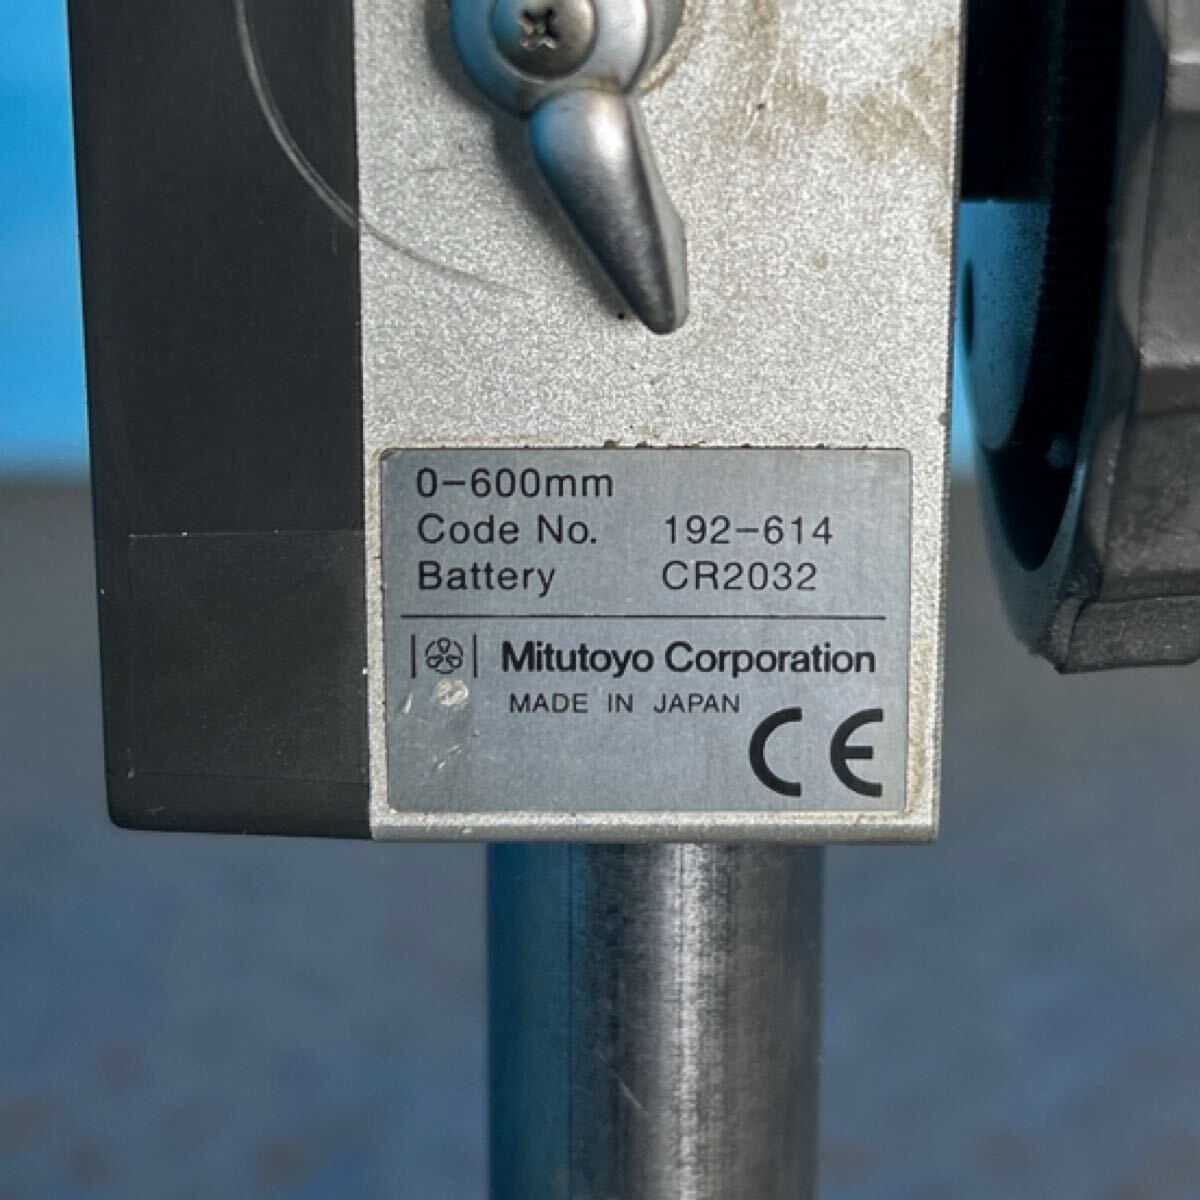 0-600mm
Code No. 192-614
Battery CR2032
Mitutoyo Corporation
MADE IN JAPAN
CE